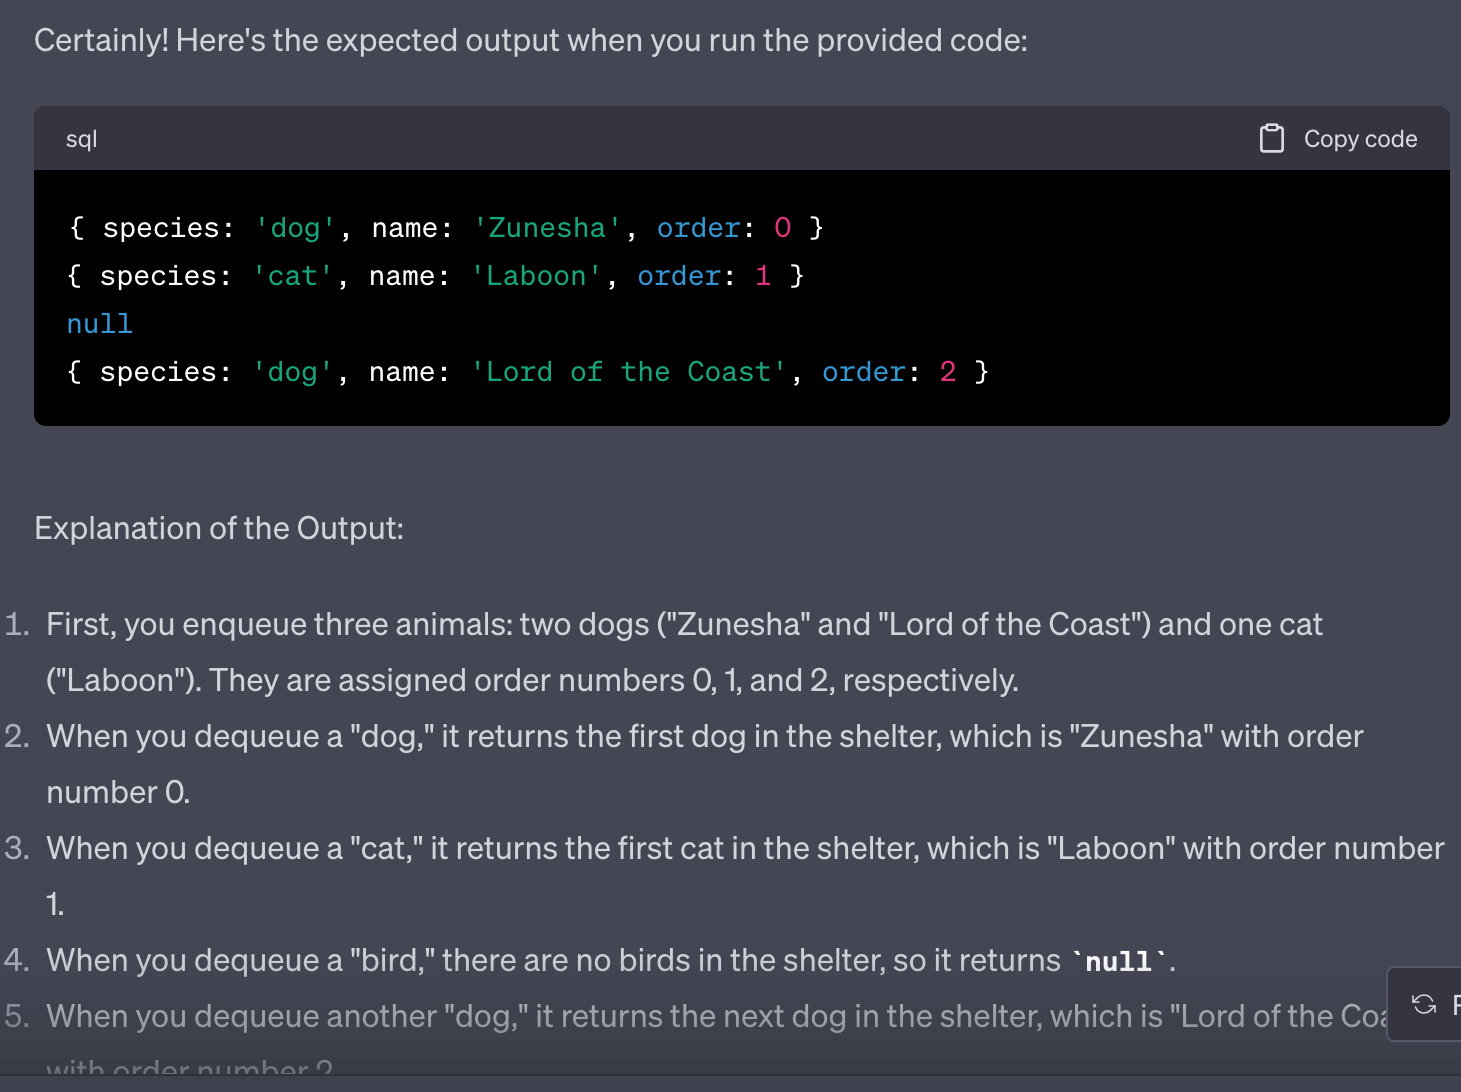 Certainly! Here's the expected output when you run the provided code:
sql
Copy code
{ species: 'dog', name: 'Zunesha', order: 0 }
{ species: 'cat', name: 'Laboon', order: 1 }
null
{ species: 'dog', name: 'Lord of the Coast', order: 2 }
Explanation of the Output:
1. First, you enqueue three animals: two dogs ("Zunesha" and "Lord of the Coast") and one cat
("Laboon"). They are assigned order numbers 0, 1, and 2, respectively.
2. When you dequeue a "dog," it returns the first dog in the shelter, which is "Zunesha" with order
number 0.
3. When you dequeue a "cat," it returns the first cat in the shelter, which is "Laboon" with order number
1.
4. When you dequeue a "bird," there are no birds in the shelter, so it returns `null`.
5. When you dequeue another "dog," it returns the next dog in the shelter, which is "Lord of the
with order number 2